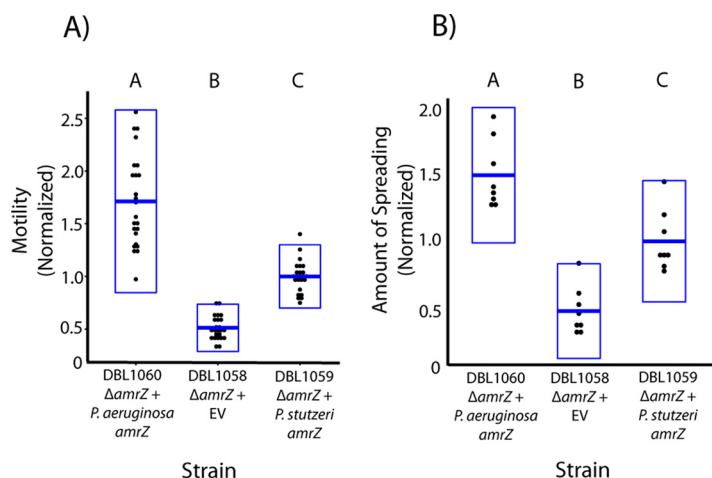 A)
A B C
Motility
(Normalized)
2.5
2.0
1.5
1.0
0.5
0
DBL1060
ΔamrZ +
P. aeruginosa
amrZ
DBL1058
ΔamrZ +
EV
DBL1059
ΔamrZ +
P. stutzeri
amrZ
Strain
B)
A B C
Amount of Spreading
(Normalized)
2.0
1.5
1.0
0.5
0
DBL1060
ΔamrZ +
P. aeruginosa
amrZ
DBL1058
ΔamrZ +
EV
DBL1059
ΔamrZ +
P. stutzeri
amrZ
Strain